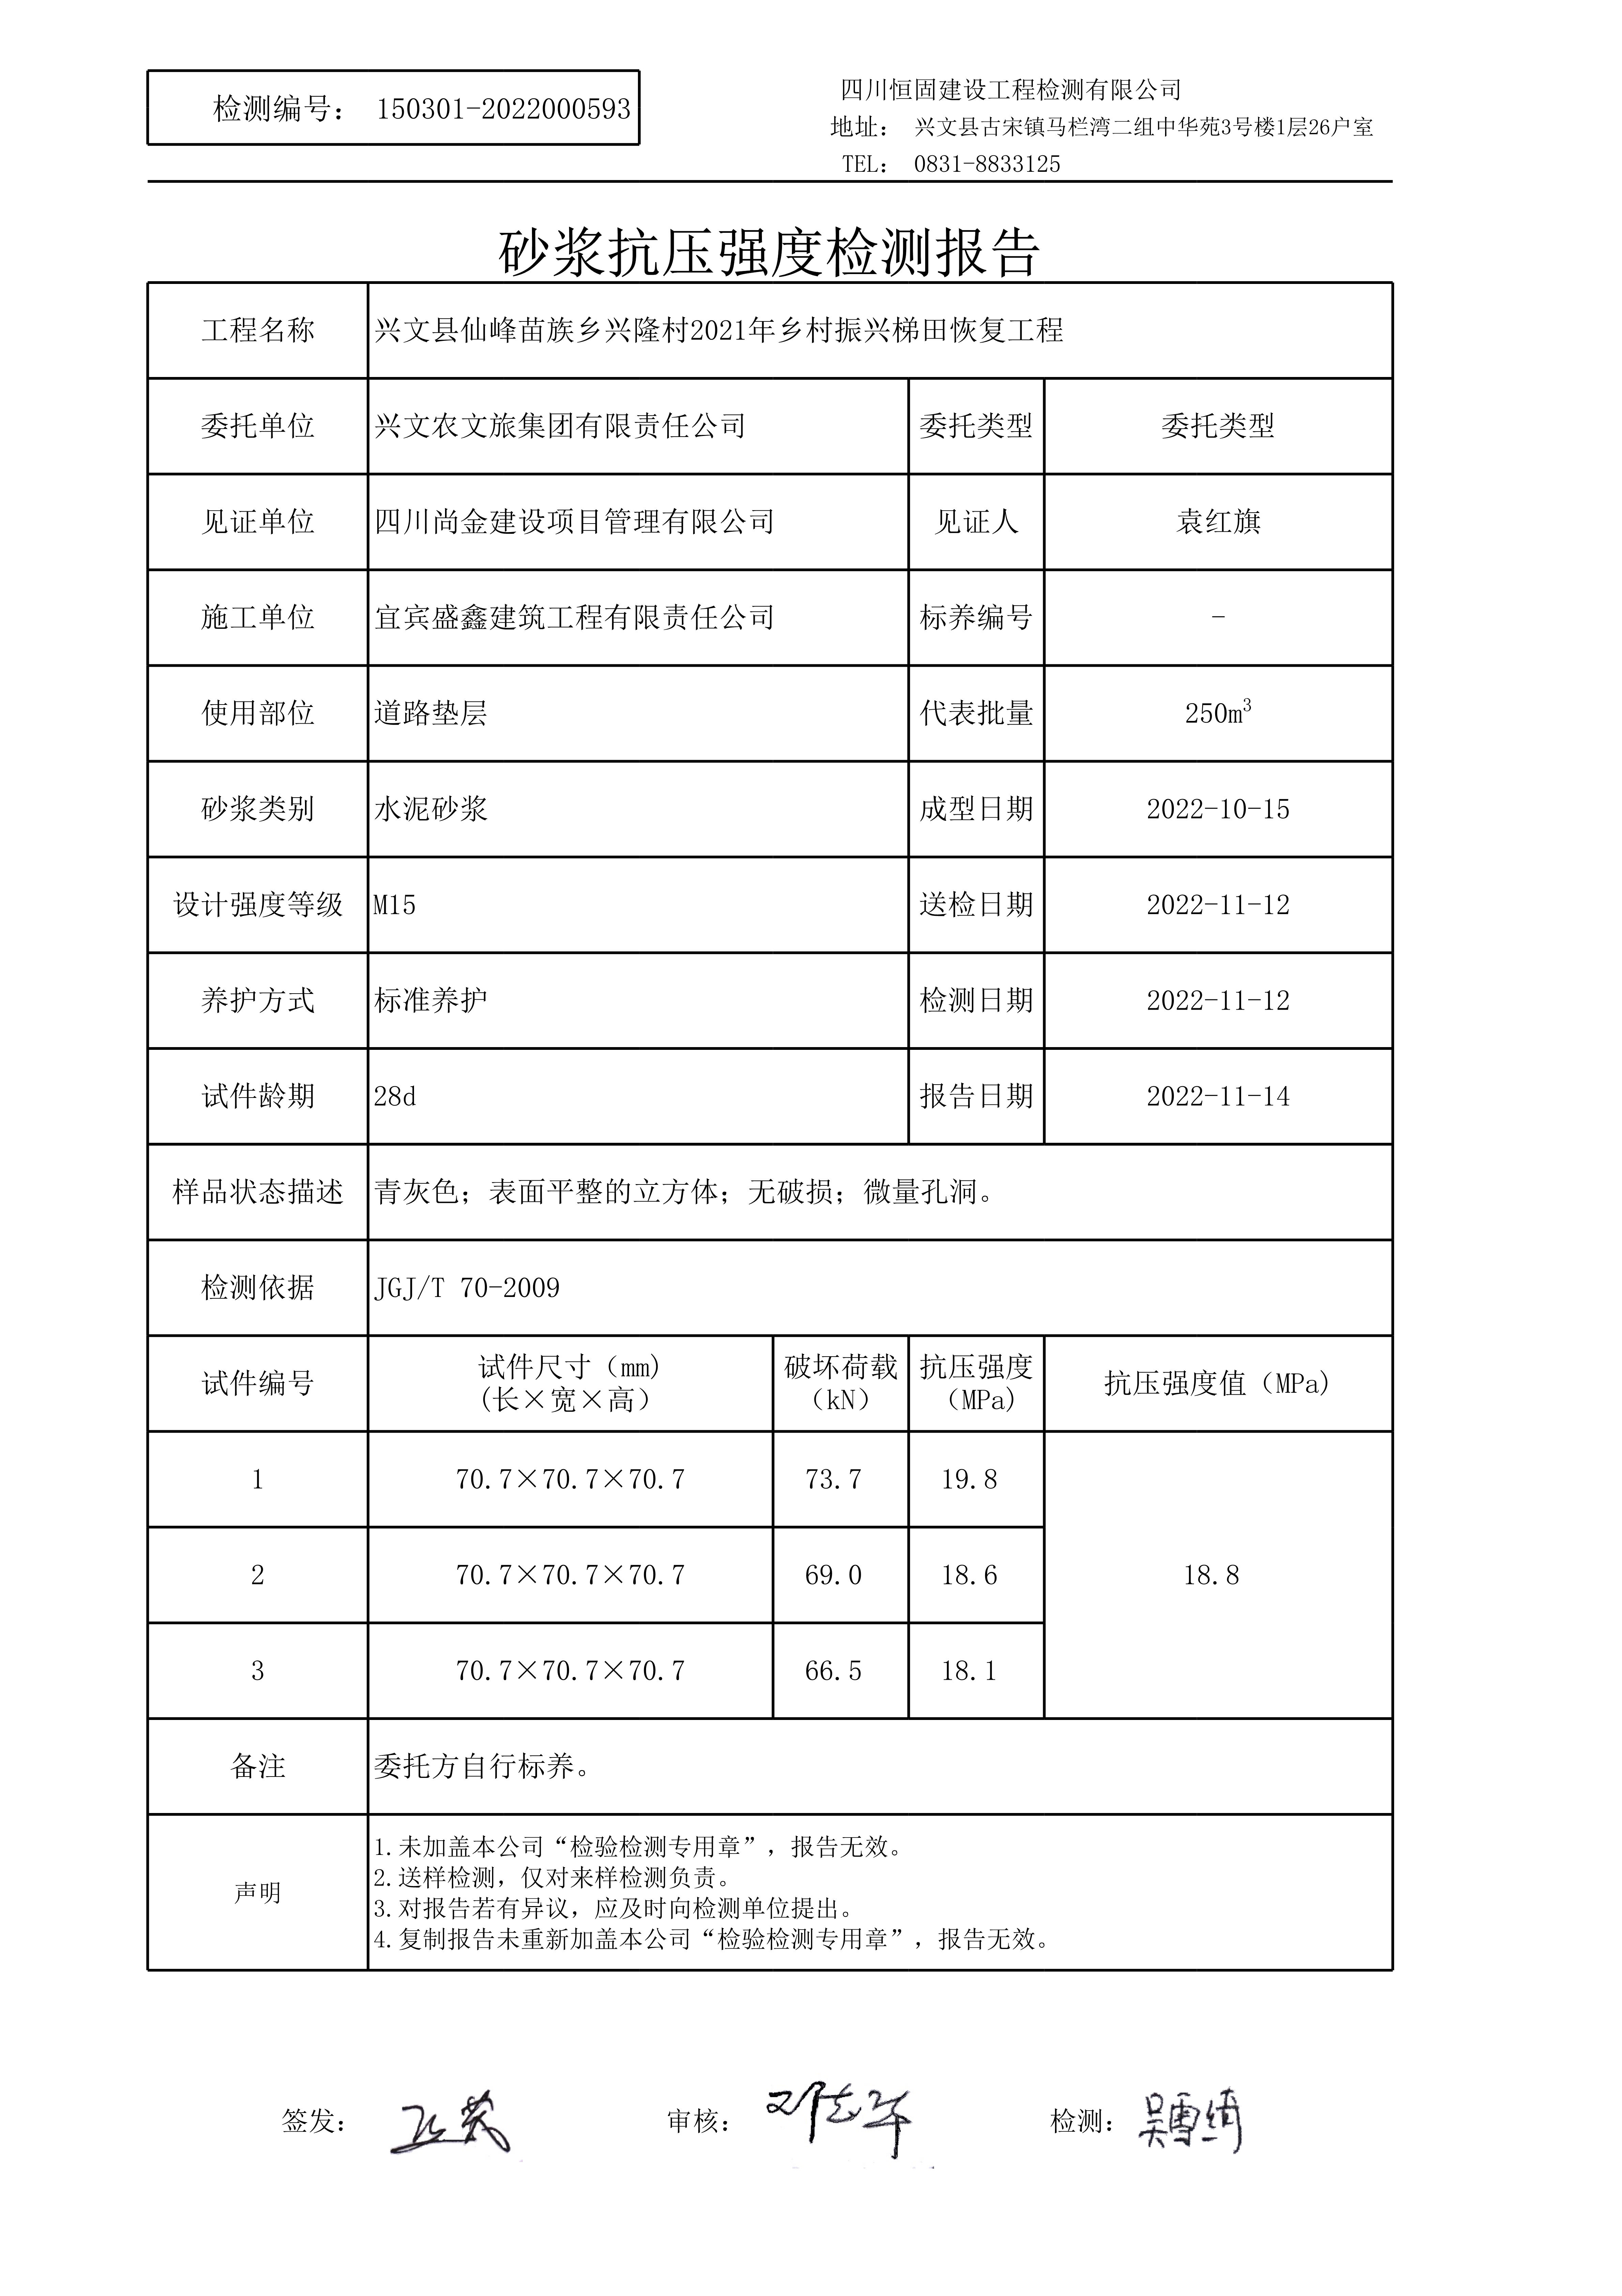 检测编号： 150301-2022000593
四川恒固建设工程检测有限公司
地址： 兴文县古宋镇马栏湾二组中华苑3号楼1层26户室
TEL： 0831-8833125
砂浆抗压强度检测报告
工程名称 兴文县仙峰苗族乡兴隆村2021年乡村振兴梯田恢复工程
委托单位 兴文农文旅集团有限责任公司 委托类型 委托类型
见证单位 四川尚金建设项目管理有限公司 见证人 袁红旗
施工单位 宜宾盛鑫建筑工程有限责任公司 标养编号 -
使用部位 道路垫层 代表批量 250m³
砂浆类别 水泥砂浆 成型日期 2022-10-15
设计强度等级 M15 送检日期 2022-11-12
养护方式 标准养护 检测日期 2022-11-12
试件龄期 28d 报告日期 2022-11-14
样品状态描述 青灰色；表面平整的立方体；无破损；微量孔洞。
检测依据 JGJ/T 70-2009
试件编号 试件尺寸（mm) (长×宽×高） 破坏荷载（kN） 抗压强度（MPa) 抗压强度值（MPa)
1 70.7×70.7×70.7 73.7 19.8
2 70.7×70.7×70.7 69.0 18.6 18.8
3 70.7×70.7×70.7 66.5 18.1
备注 委托方自行标养。
声明
1.未加盖本公司“检验检测专用章”，报告无效。
2.送样检测，仅对来样检测负责。
3.对报告若有异议，应及时向检测单位提出。
4.复制报告未重新加盖本公司“检验检测专用章”，报告无效。
签发： 审核： 检测：吴雪绮